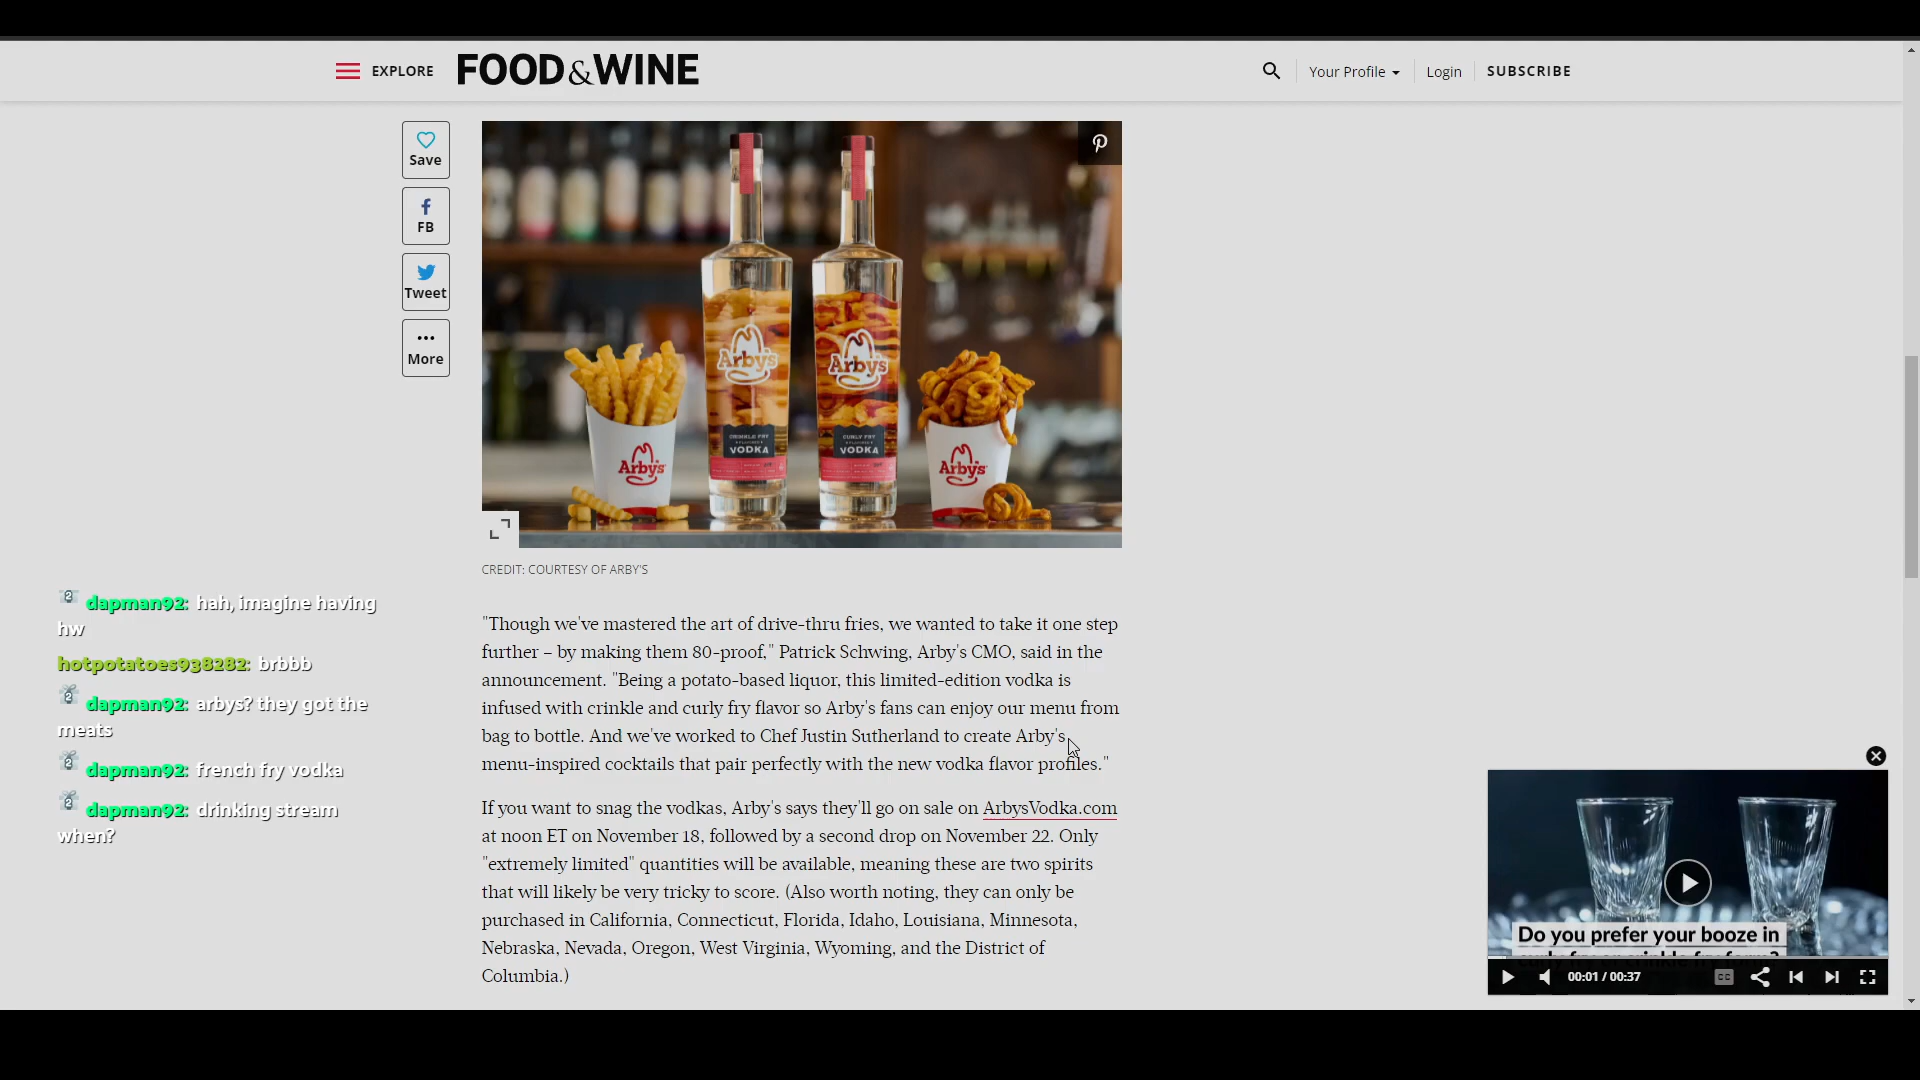 EXPLORE
FOOD&WINE
Your Profile
Login
SUBSCRIBE
Save
FB
Tweet
More
Arby's
Arby's
CRINKLE FRY
VODKA
CURLY FRY
VODKA
Arby's
Arby's
CREDIT: COURTESY OF ARBY'S
"Though we've mastered the art of drive-thru fries, we wanted to take it one step
further – by making them 80-proof," Patrick Schwing, Arby's CMO, said in the
announcement. "Being a potato-based liquor, this limited-edition vodka is
infused with crinkle and curly fry flavor so Arby's fans can enjoy our menu from
bag to bottle. And we've worked to Chef Justin Sutherland to create Arby's
menu-inspired cocktails that pair perfectly with the new vodka flavor profiles."
If you want to snag the vodkas, Arby's says they'll go on sale on ArbysVodka.com
at noon ET on November 18, followed by a second drop on November 22. Only
"extremely limited" quantities will be available, meaning these are two spirits
that will likely be very tricky to score. (Also worth noting, they can only be
purchased in California, Connecticut, Florida, Idaho, Louisiana, Minnesota,
Nebraska, Nevada, Oregon, West Virginia, Wyoming, and the District of
Columbia.)
2 dapman92: hah, imagine having
hw
hotpotatoes938282: brbbb
2 dapman92: arbys? they got the
meats
2 dapman92: french fry vodka
2 dapman92: drinking stream
when?
Do you prefer your booze in
00:01 / 00:37
CC